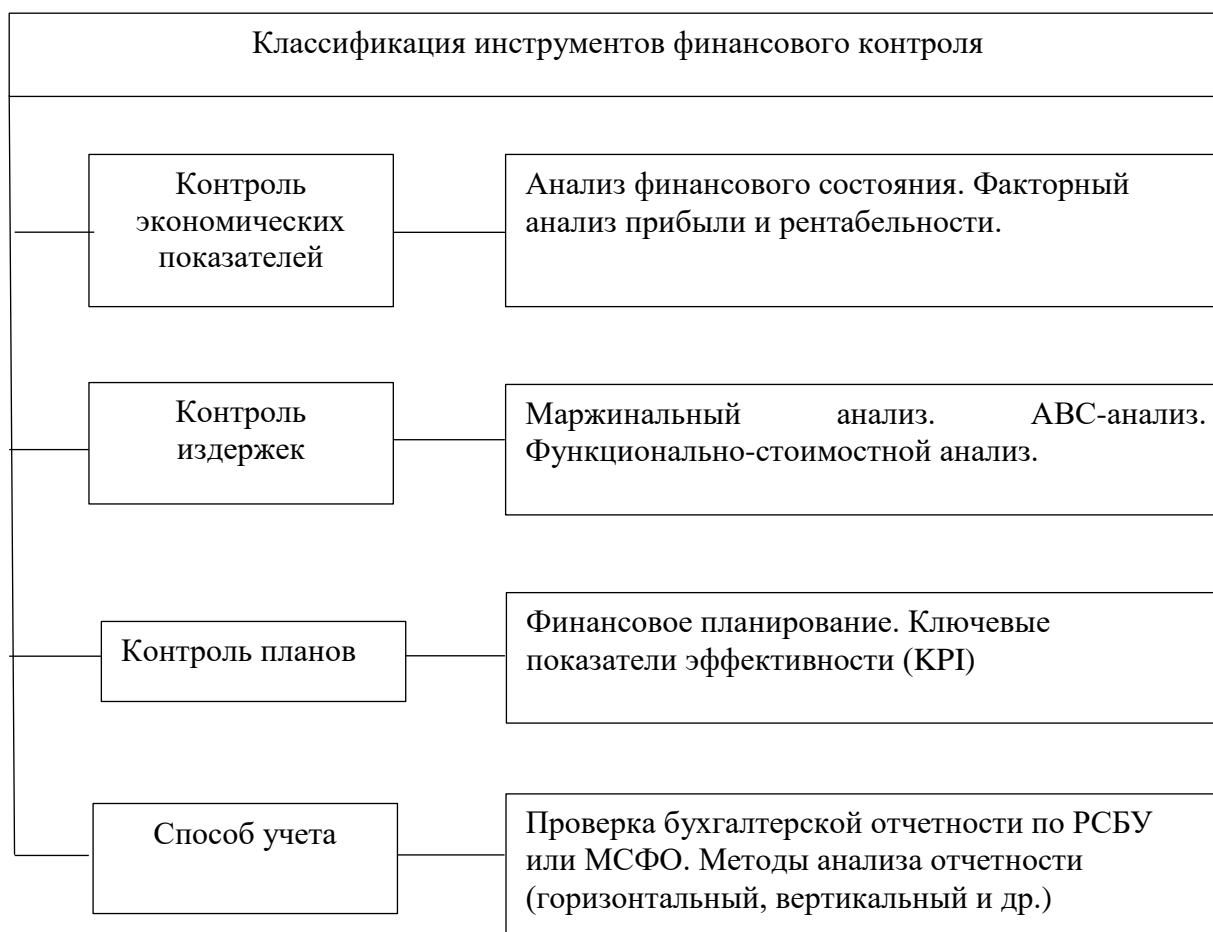 Классификация инструментов финансового контроля
Контроль
экономических
показателей
Анализ финансового состояния. Факторный
анализ прибыли и рентабельности.
Контроль
издержек
Маржинальный анализ. АВС-анализ.
Функционально-стоимостной анализ.
Контроль планов
Финансовое планирование. Ключевые
показатели эффективности (KPI)
Способ учета
Проверка бухгалтерской отчетности по РСБУ
или МСФО. Методы анализа отчетности
(горизонтальный, вертикальный и др.)